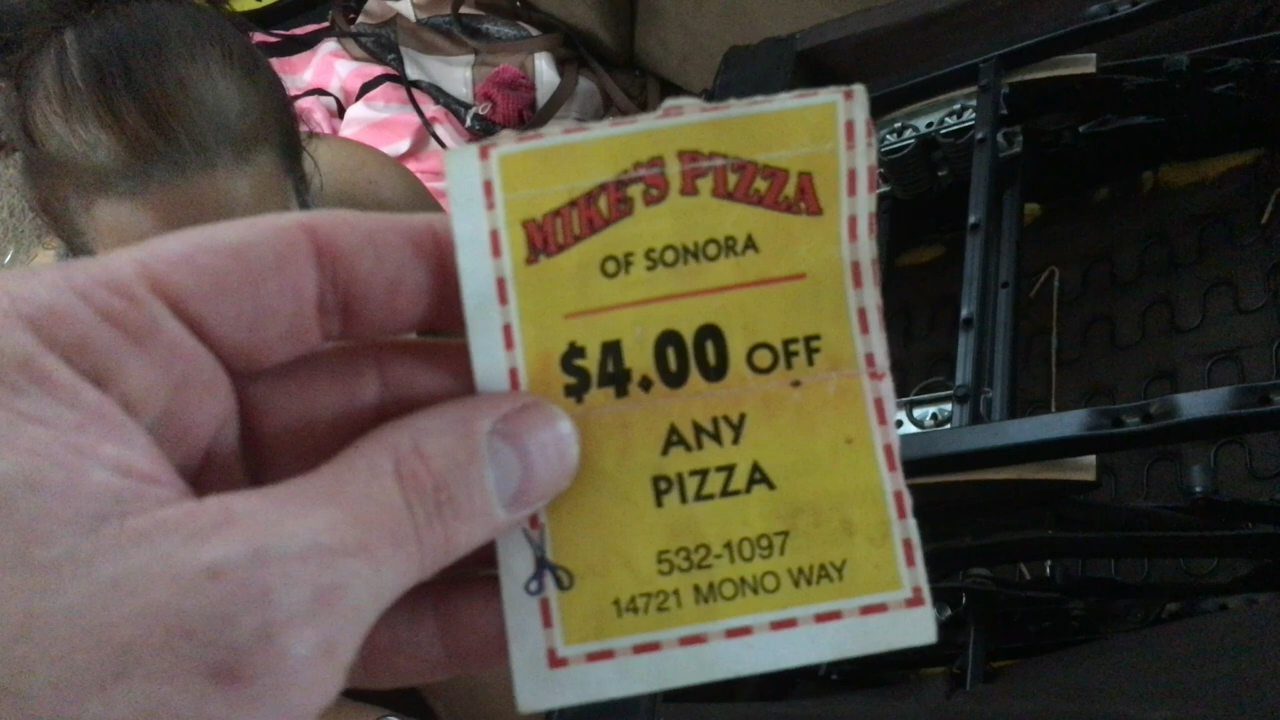 MIKE'S PIZZA
OF SONORA
$4.00 OFF
ANY
PIZZA
532-1097
14721 MONO WAY